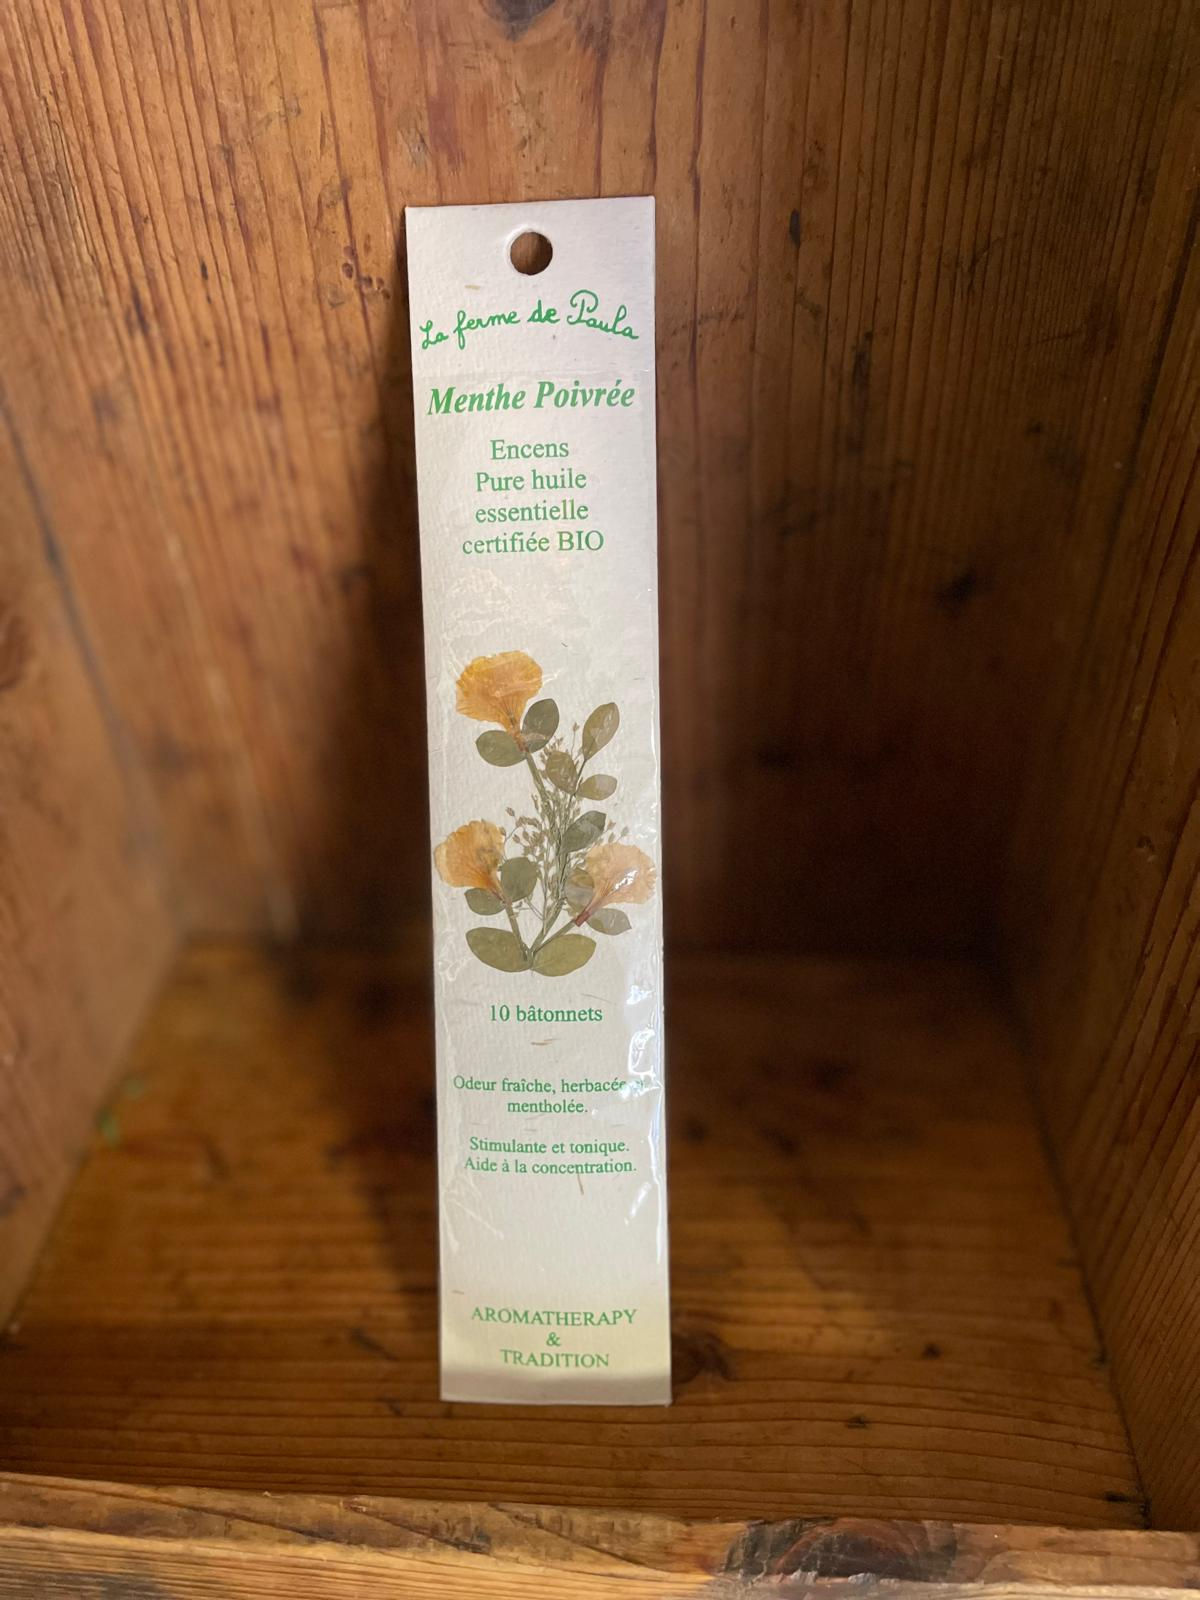 La ferme de Paula
Menthe Poivrée
Encens
Pure huile
essentielle
certifiée BIO
10 bâtonnets
Odeur fraîche, herbacée
mentholée.
Stimulante et tonique.
Aide à la concentration.
AROMATHERAPY
&
TRADITION